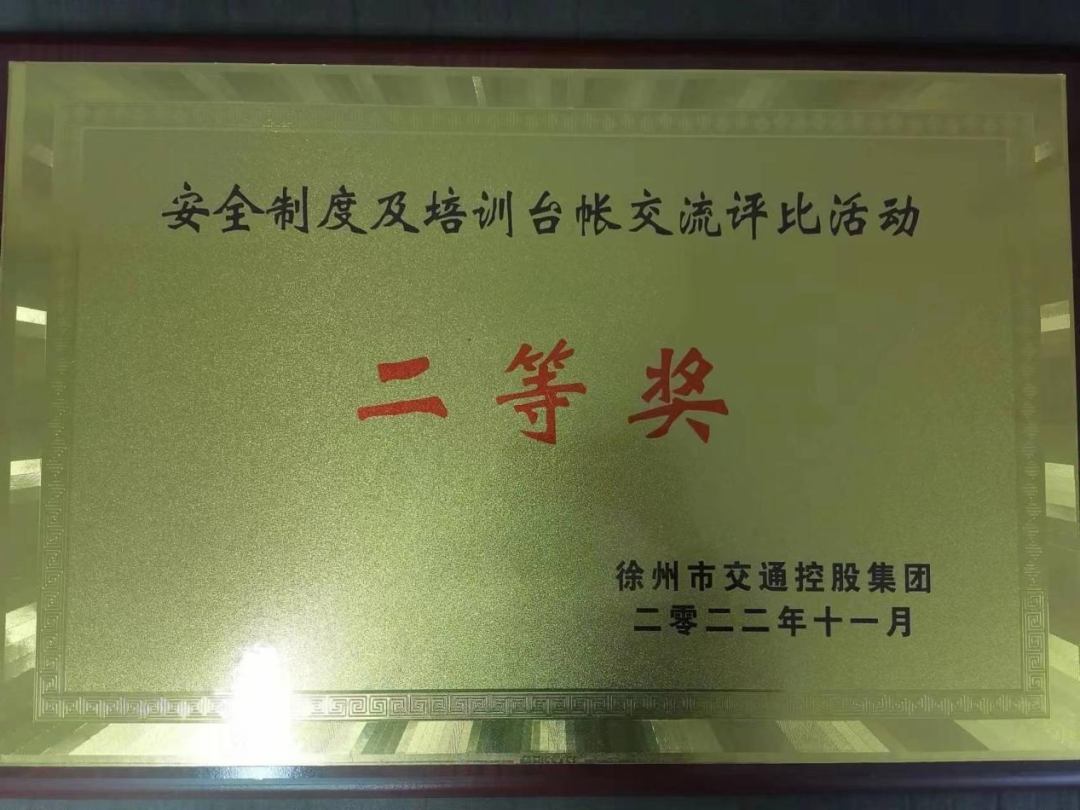 安全制度及培训台帐交流评比活动
二等奖
徐州市交通控股集团
二零二二年十一月